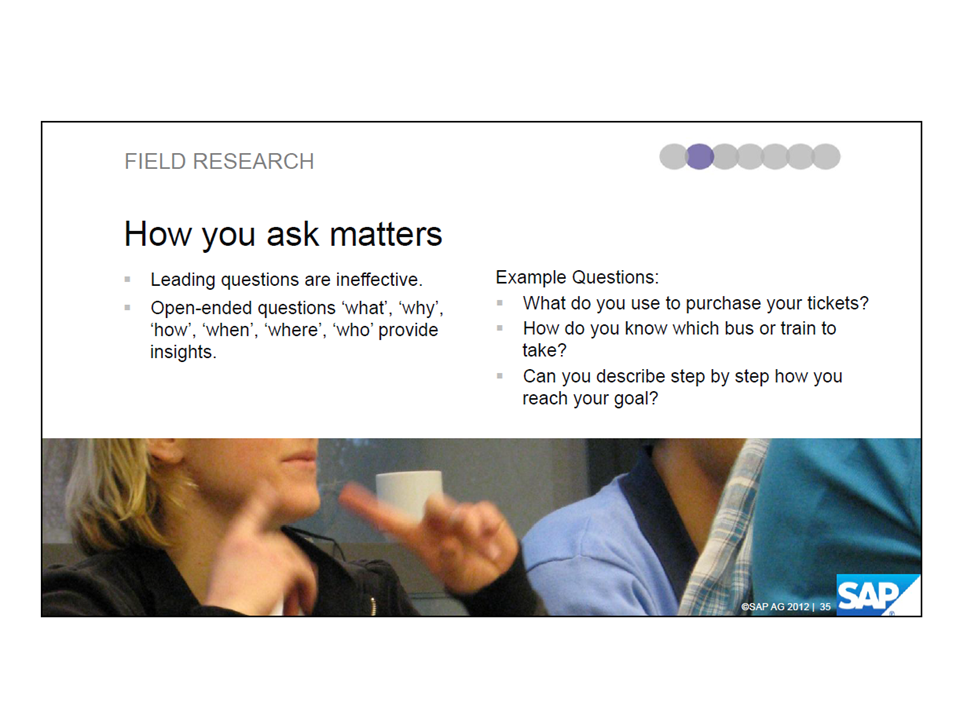 FIELD RESEARCH
How you ask matters
Leading questions are ineffective.
Open-ended questions ‘what’, ‘why’,
‘how’, ‘when’, ‘where’, ‘who’ provide
insights.
Example Questions:
What do you use to purchase your tickets?
How do you know which bus or train to
take?
Can you describe step by step how you
reach your goal?
©SAP AG 2012 | 35
SAP
®